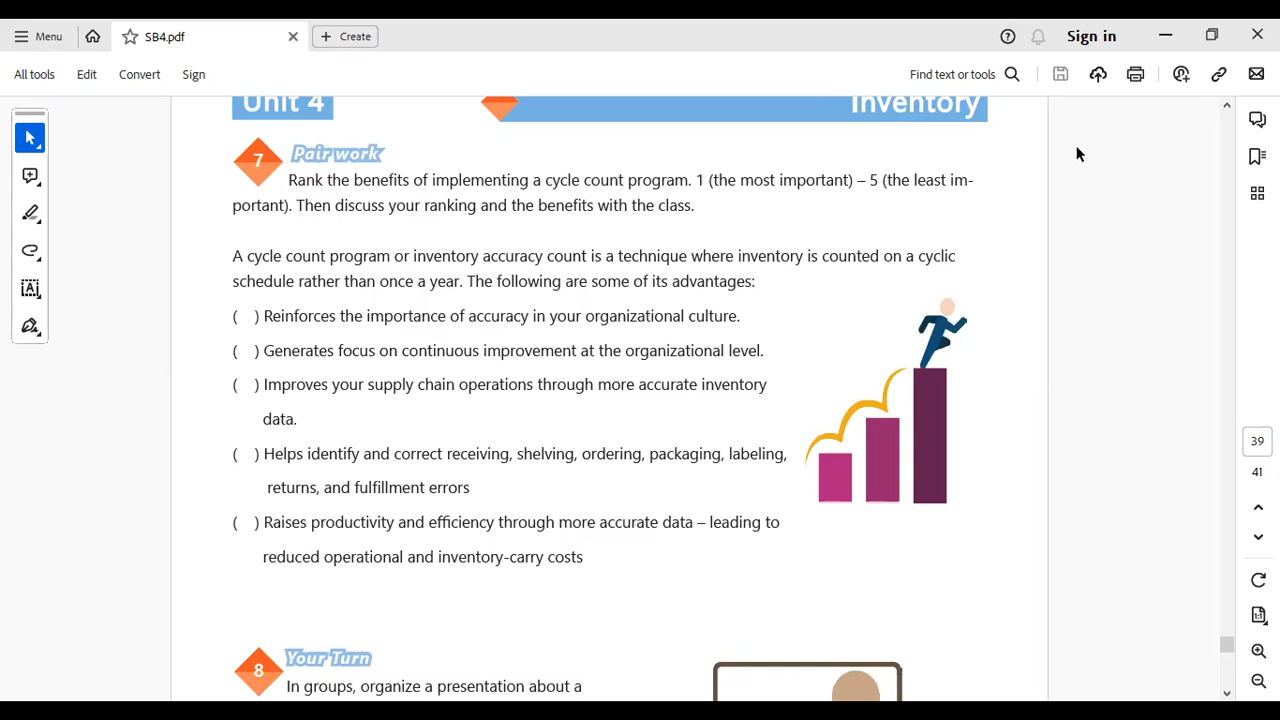 Menu
SB4.pdf
Create
Sign in
All tools
Edit
Convert
Sign
Find text or tools
Unit 4
Inventory
7
Pair work
Rank the benefits of implementing a cycle count program. 1 (the most important) – 5 (the least im-
portant). Then discuss your ranking and the benefits with the class.
A cycle count program or inventory accuracy count is a technique where inventory is counted on a cyclic
schedule rather than once a year. The following are some of its advantages:
( ) Reinforces the importance of accuracy in your organizational culture.
( ) Generates focus on continuous improvement at the organizational level.
( ) Improves your supply chain operations through more accurate inventory
data.
( ) Helps identify and correct receiving, shelving, ordering, packaging, labeling,
returns, and fulfillment errors
( ) Raises productivity and efficiency through more accurate data – leading to
reduced operational and inventory-carry costs
8
Your Turn
In groups, organize a presentation about a
39
41